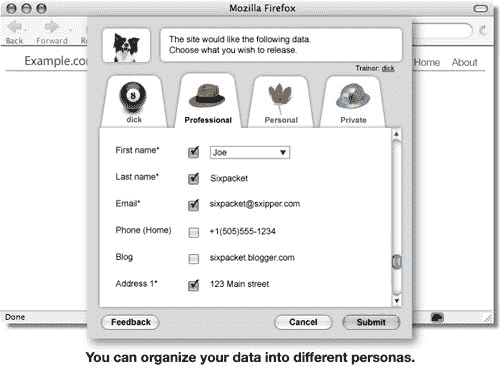 Mozilla Firefox
Back Forward
The site would like the following data.
Choose what you wish to release.
Example.co
Home About
Trainer: dick
8
dick Professional Personal Private
First name* Joe
Last name* Sixpacket
Email* sixpacket@sxipper.com
Phone (Home) +1(505)555-1234
Blog sixpacket.blogger.com
Address 1* 123 Main street
Done
Feedback Cancel Submit
You can organize your data into different personas.